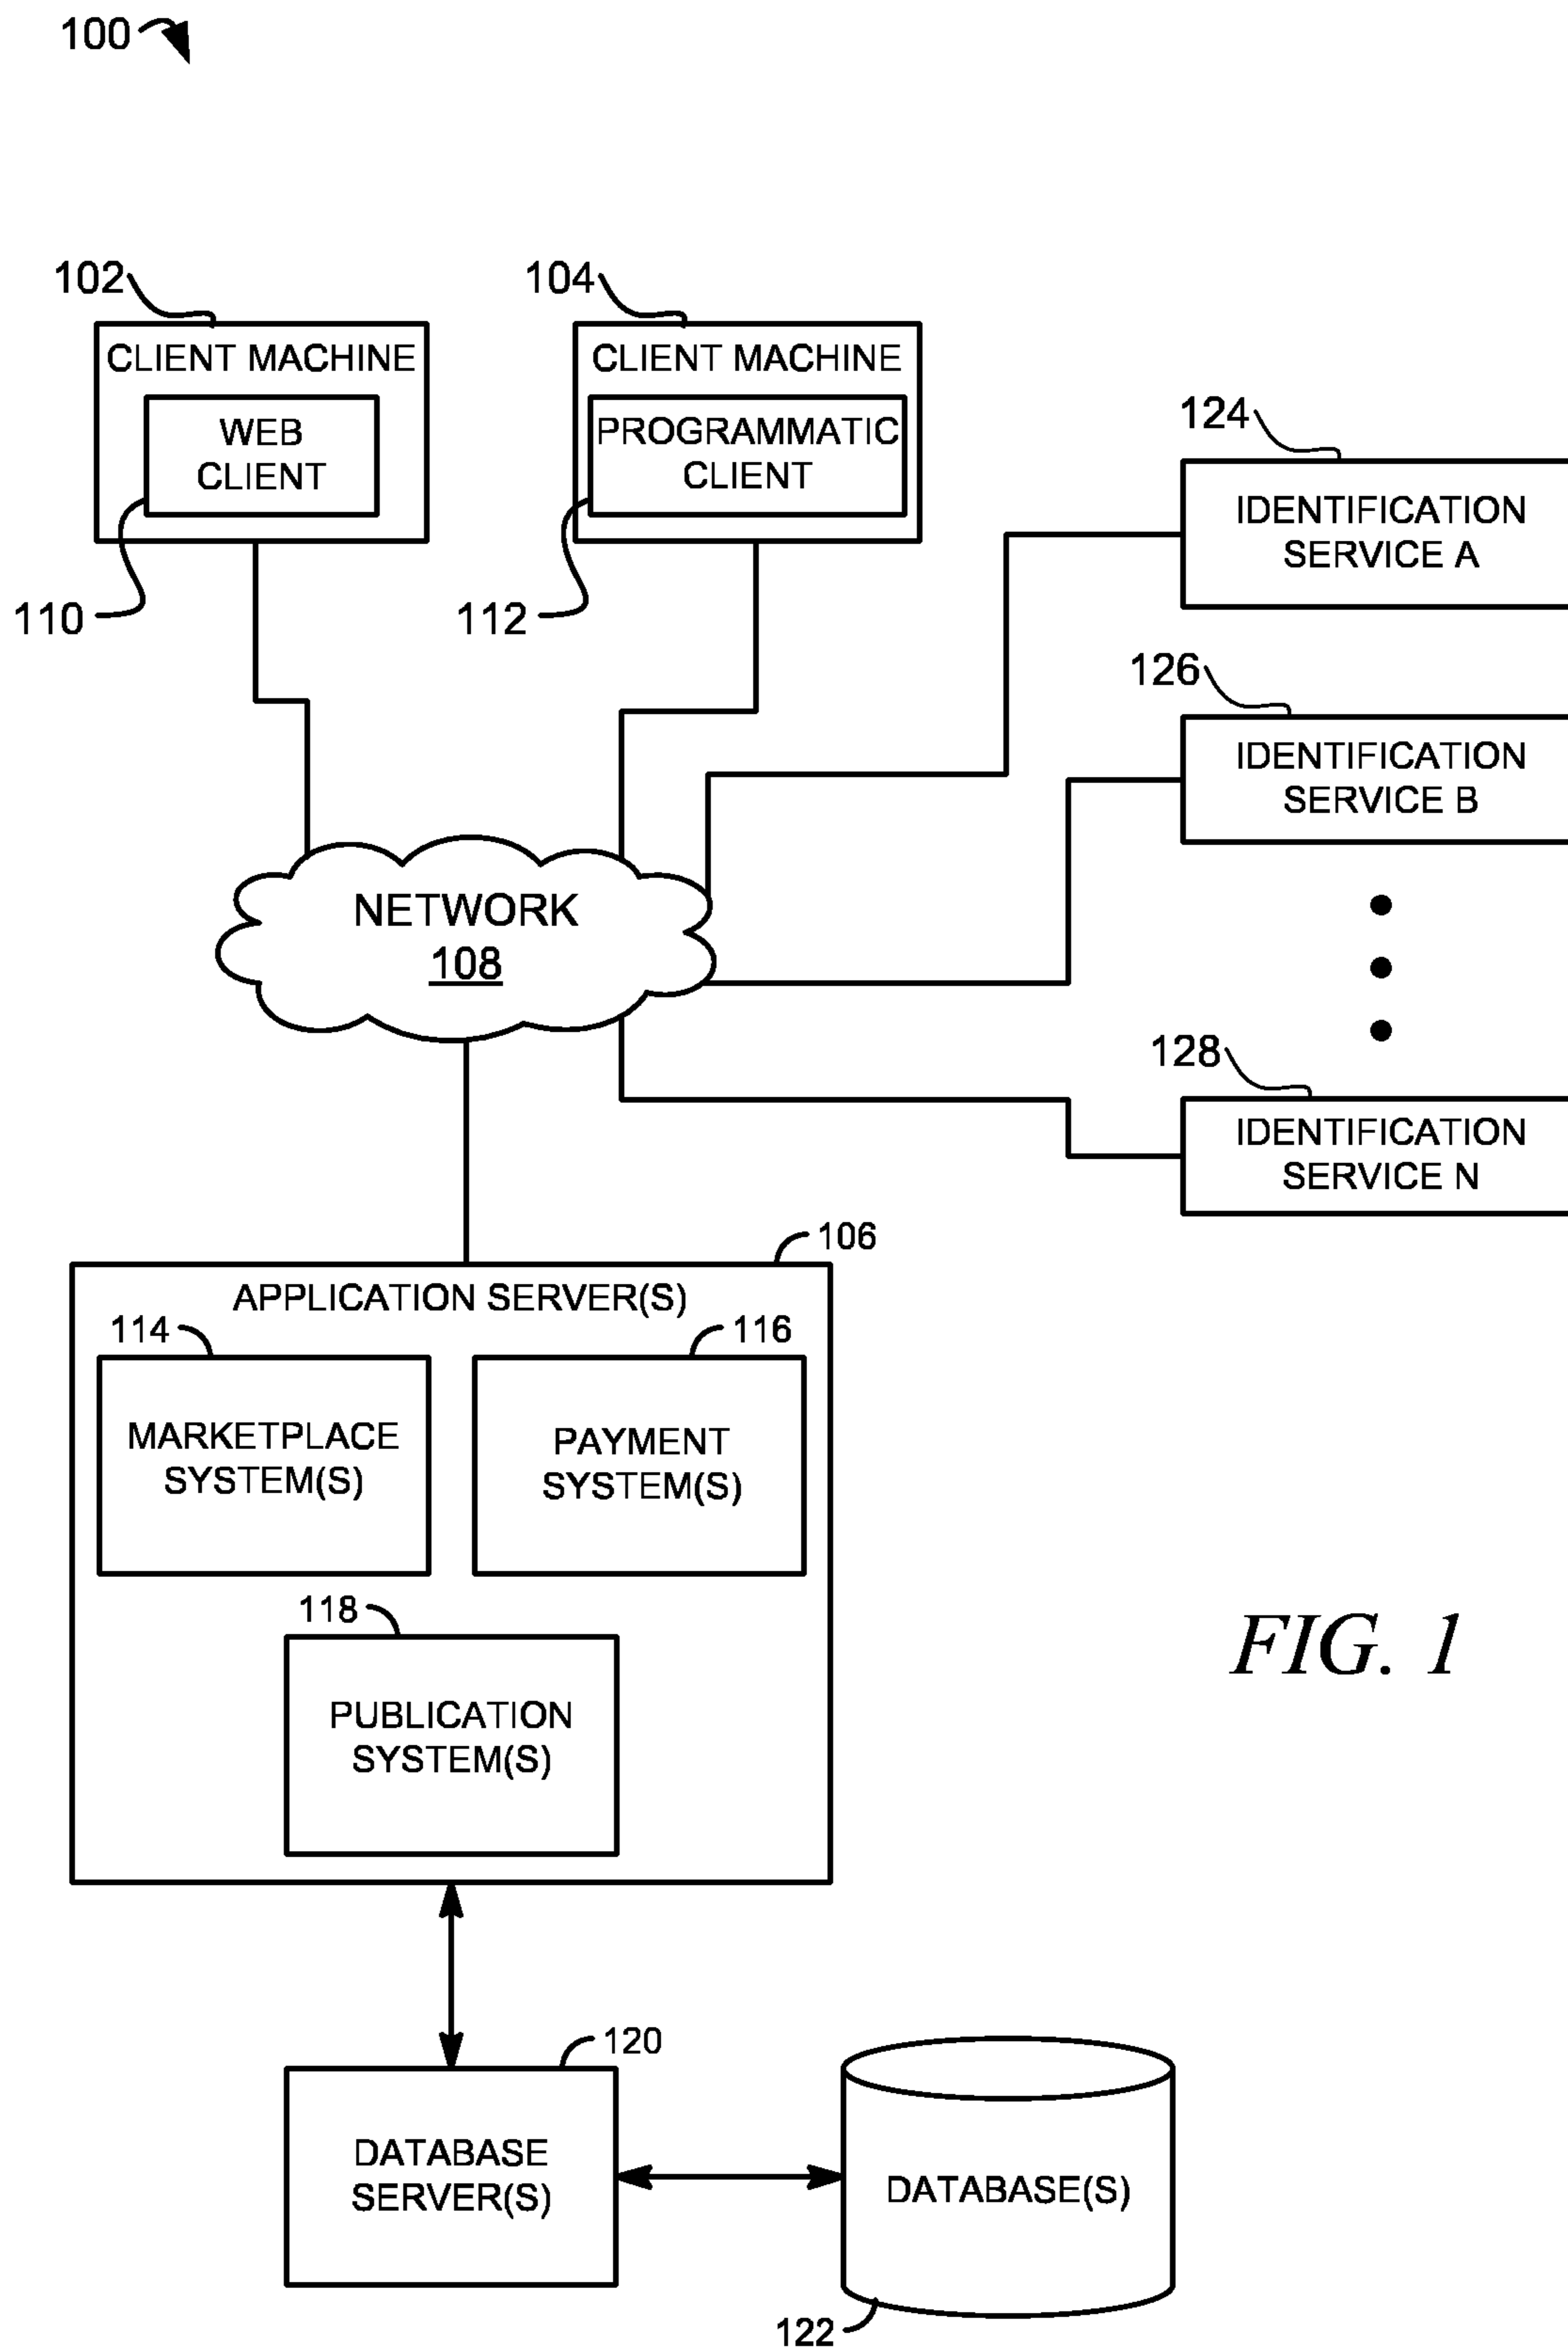 100
102
104
CLIENT MACHINE
CLIENT MACHINE
WEB
CLIENT
PROGRAMMATIC
CLIENT
110
112
124
IDENTIFICATION
SERVICE A
126
IDENTIFICATION
SERVICE B
NETWORK
108
128
IDENTIFICATION
SERVICE N
106
APPLICATION SERVER(S)
114
116
MARKETPLACE
SYSTEM(S)
PAYMENT
SYSTEM(S)
118
PUBLICATION
SYSTEM(S)
FIG. 1
120
DATABASE
SERVER(S)
DATABASE(S)
122